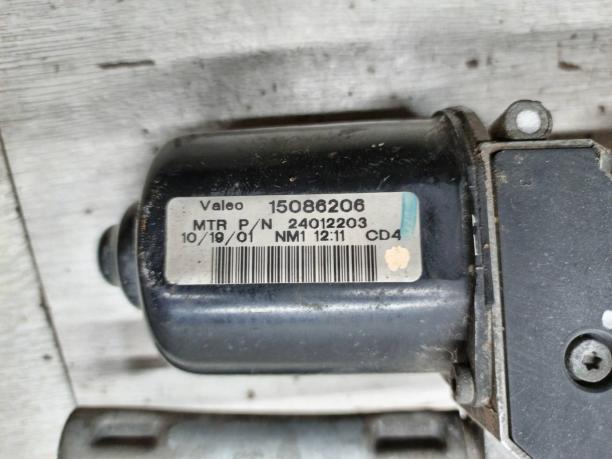 Valeo 15086206
MTR P/N 24012203
10/19/01 NM1 12:11 CD4